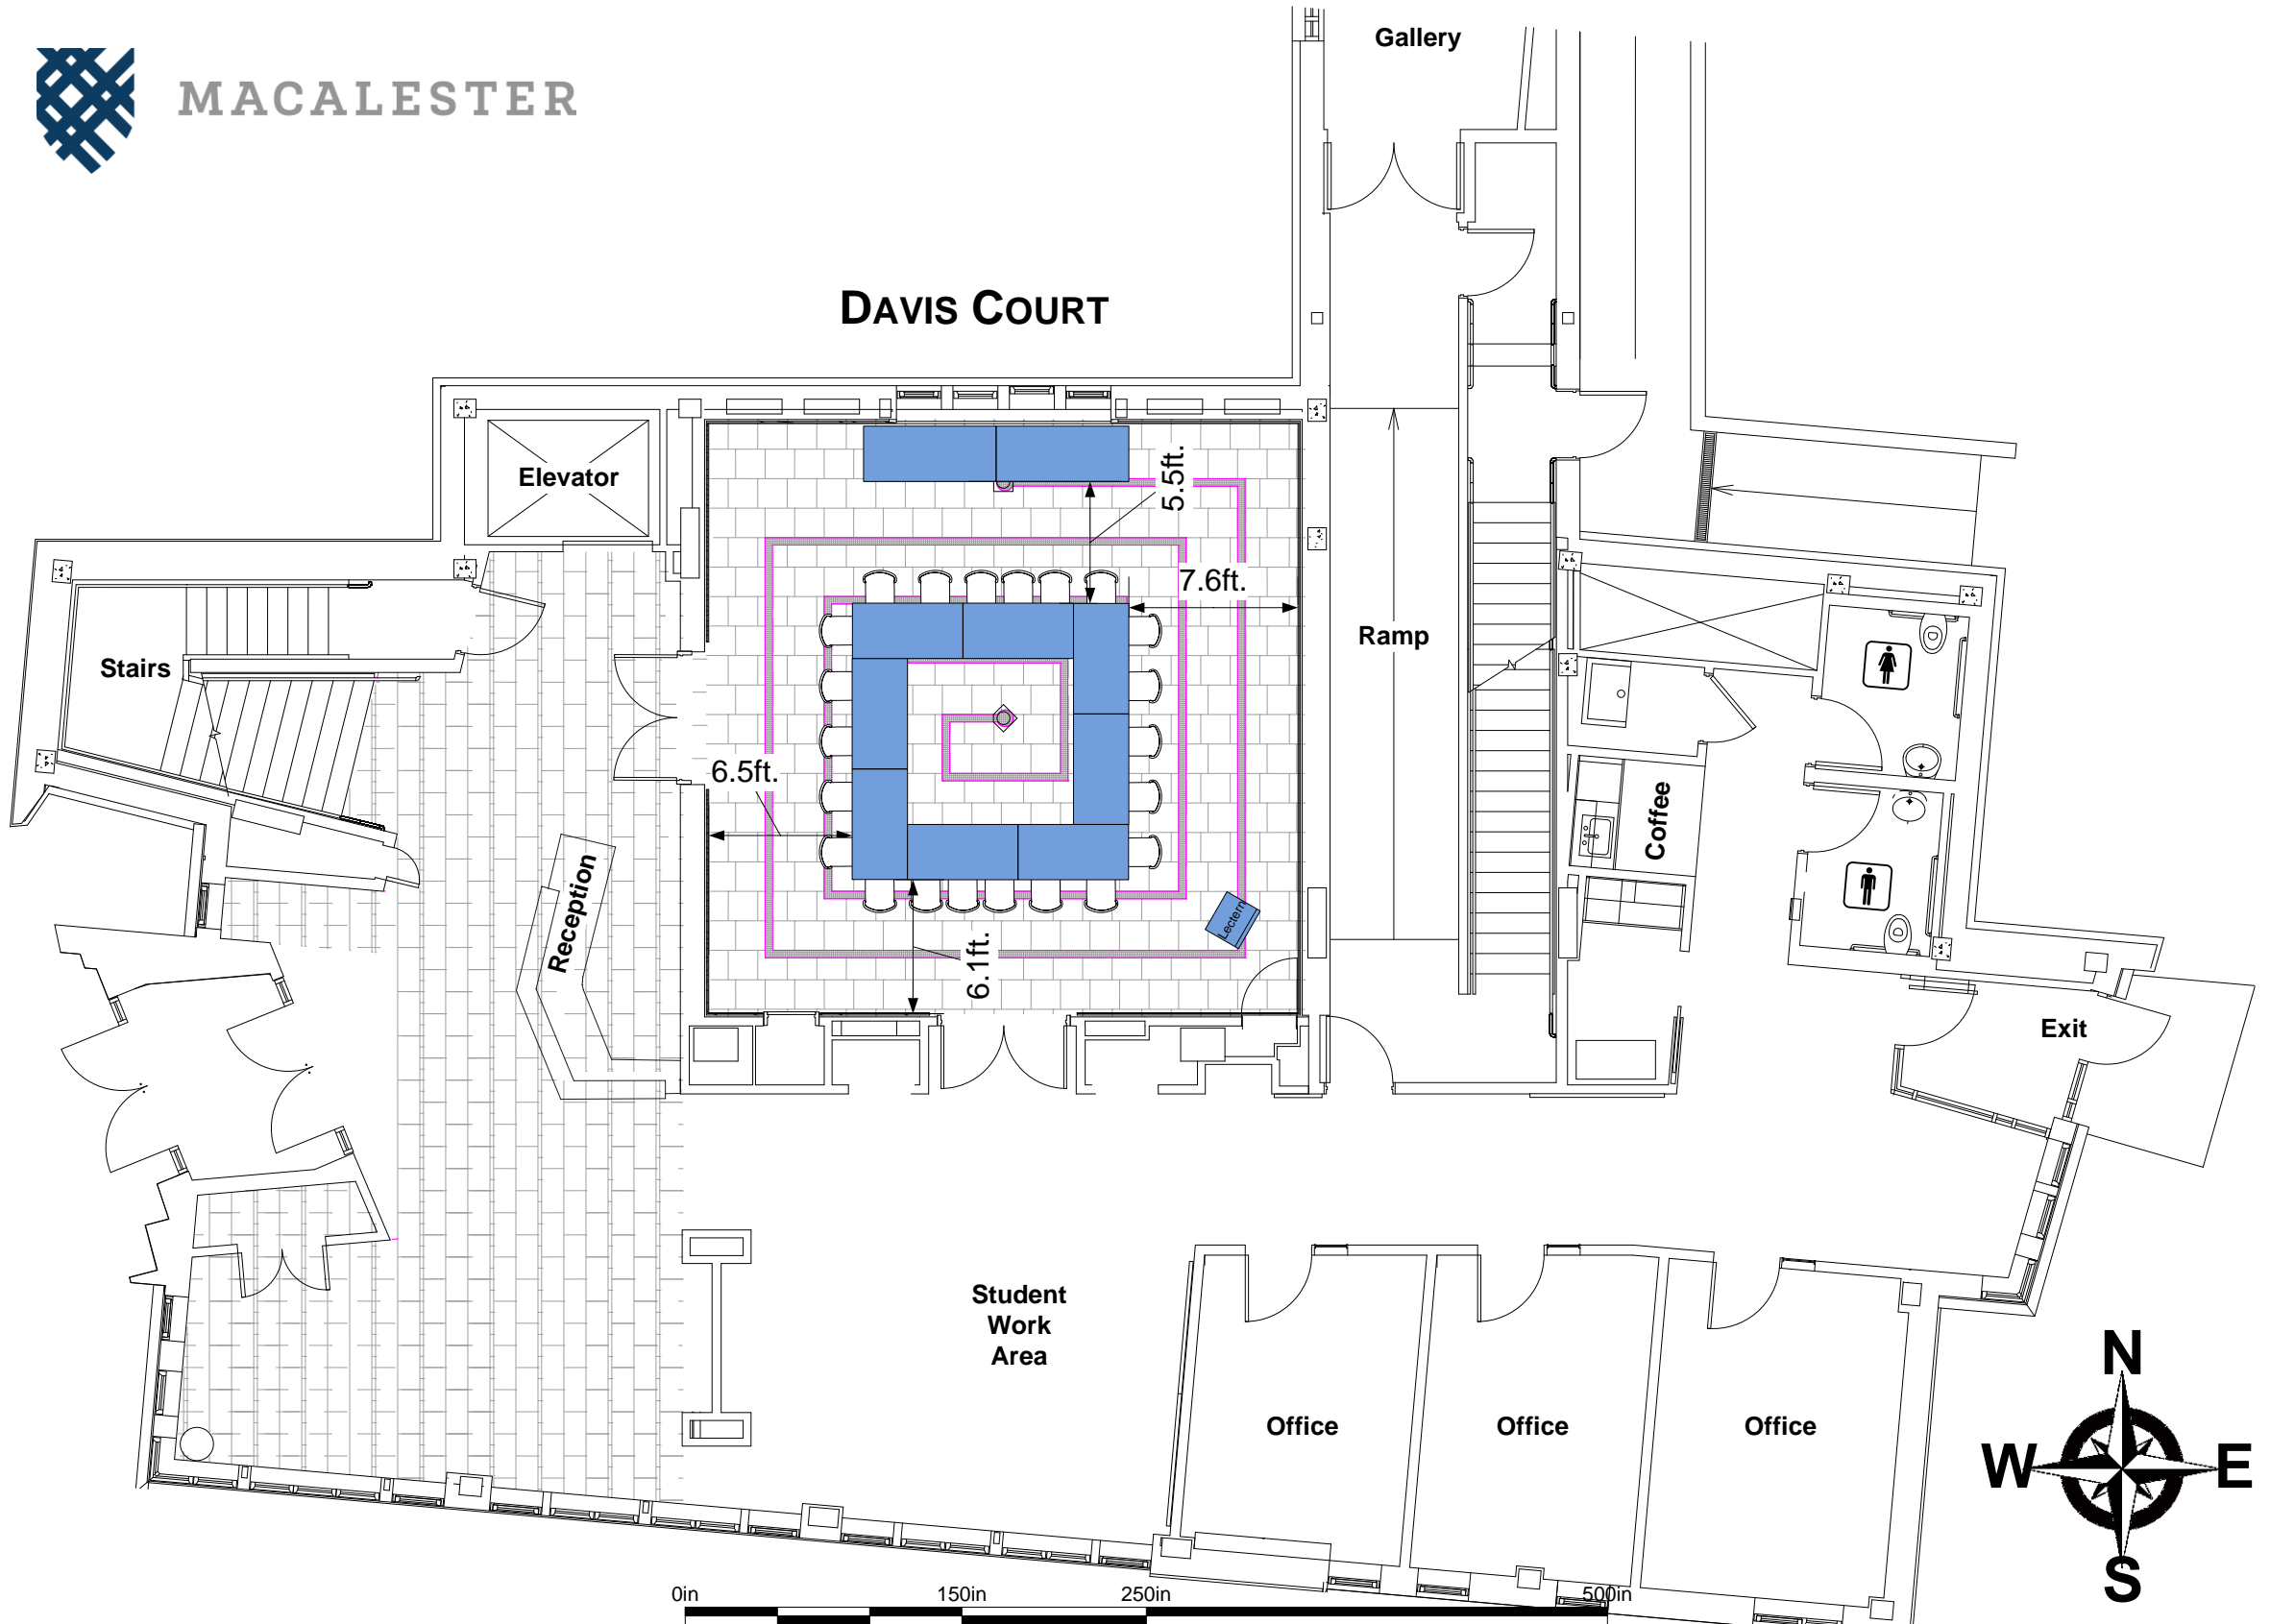 Gallery
MACALESTER
DAVIS COURT
Elevator
5.5ft.
7.6ft.
Ramp
Stairs
6.5ft.
Coffee
Reception
Lectern
6.1ft.
Exit
Student
Work
Area
Office
Office
Office
N
W
E
S
0in
150in
250in
500in